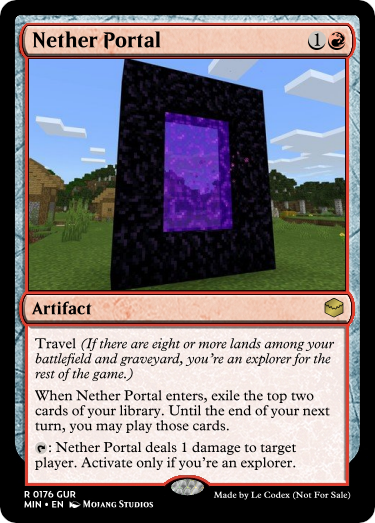 Nether Portal 1
Artifact
Travel (If there are eight or more lands among your
battlefield and graveyard, you're an explorer for the
rest of the game.)
When Nether Portal enters, exile the top two
cards of your library. Until the end of your next
turn, you may play those cards.
: Nether Portal deals 1 damage to target
player. Activate only if you're an explorer.
R 0176 GUR
MIN • EN Mojang Studios
Made by Le Codex (Not For Sale)